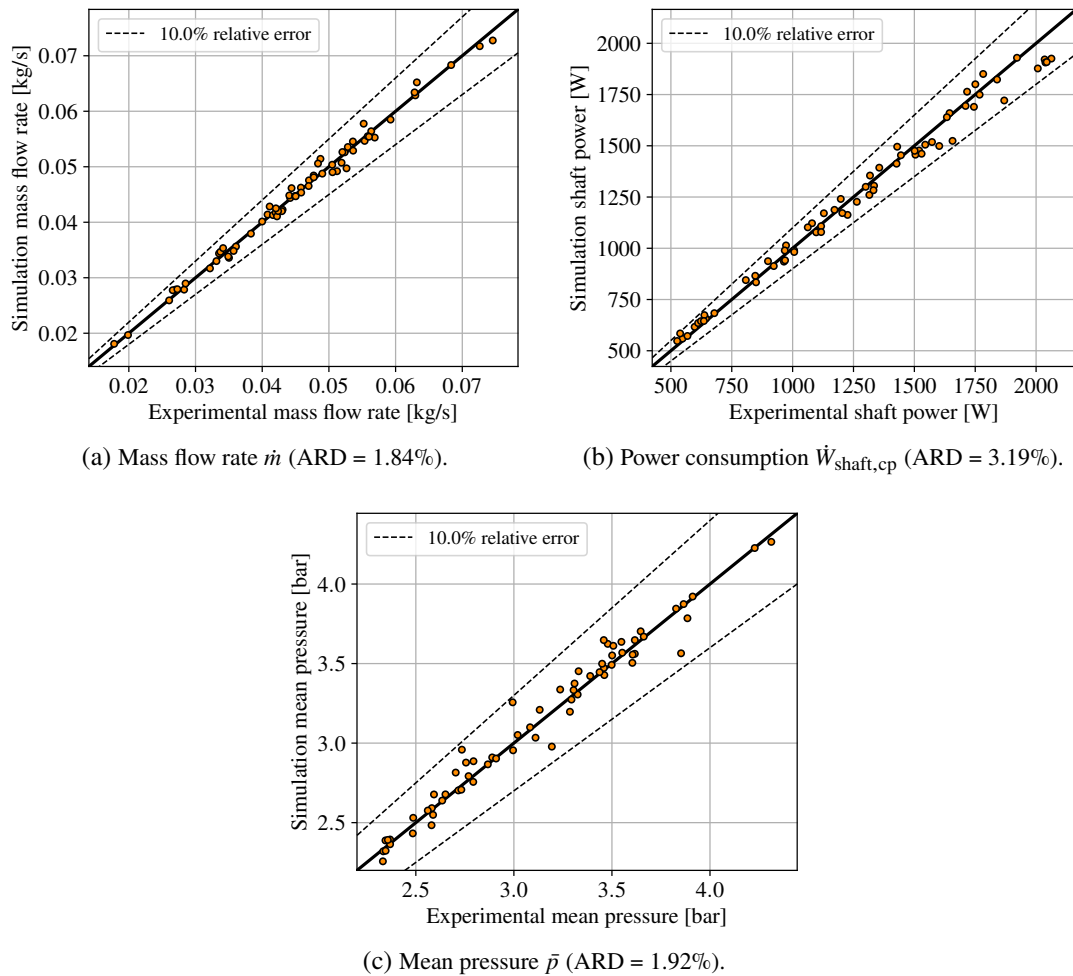 10.0% relative error
0.07
0.06
0.05
0.04
0.03
0.02
Simulation mass flow rate [kg/s]
0.02 0.03 0.04 0.05 0.06 0.07
Experimental mass flow rate [kg/s]
(a) Mass flow rate ṁ (ARD = 1.84%).
10.0% relative error
2000
1750
1500
1250
1000
750
500
Simulation shaft power [W]
500 750 1000 1250 1500 1750 2000
Experimental shaft power [W]
(b) Power consumption Ẇshaft,cp (ARD = 3.19%).
10.0% relative error
4.0
3.5
3.0
2.5
Simulation mean pressure [bar]
2.5 3.0 3.5 4.0
Experimental mean pressure [bar]
(c) Mean pressure p̄ (ARD = 1.92%).